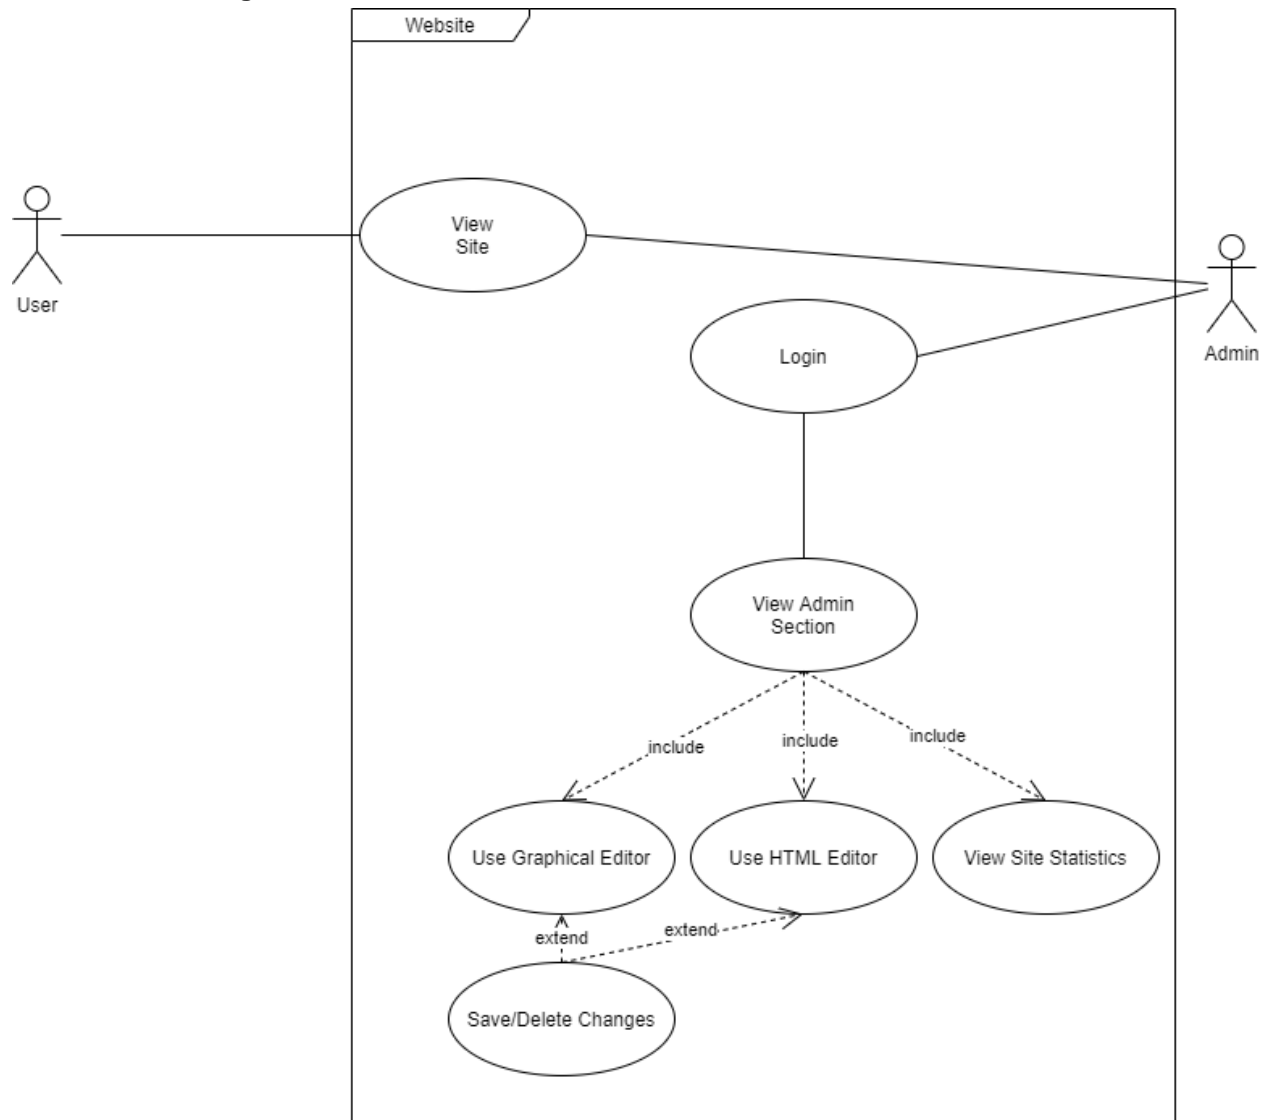 Website
View
Site
User
Login
Admin
View Admin
Section
include
include
include
Use Graphical Editor
Use HTML Editor
View Site Statistics
extend
extend
Save/Delete Changes